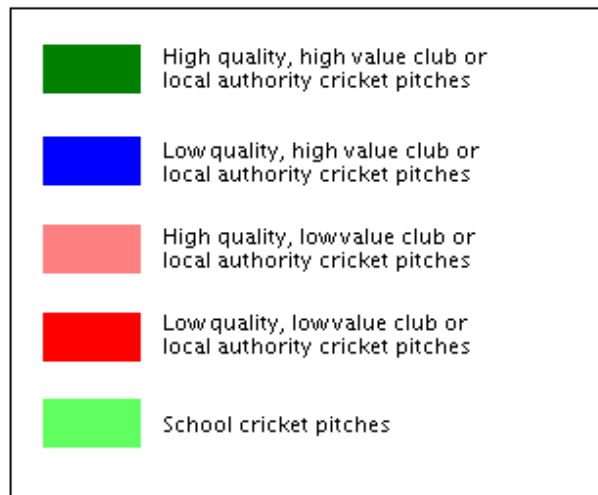 High quality, high value club or
local authority cricket pitches
Low quality, high value club or
local authority cricket pitches
High quality, low value club or
local authority cricket pitches
Low quality, low value club or
local authority cricket pitches
School cricket pitches